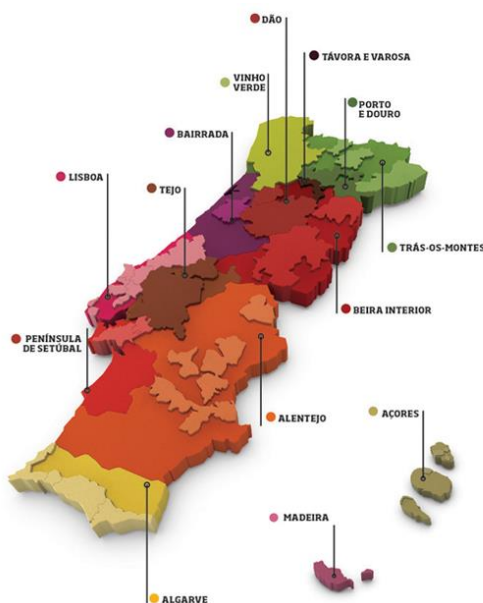 DÃO
TÁVORA E VAROSA
VINHO
VERDE
PORTO
E DOURO
BAIRRADA
LISBOA
TEJO
TRÁS-OS-MONTES
BEIRA INTERIOR
PENÍNSULA
DE SETÚBAL
ALENTEJO
AÇORES
MADEIRA
ALGARVE